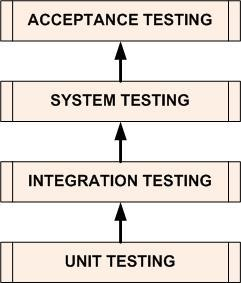 ACCEPTANCE TESTING
SYSTEM TESTING
INTEGRATION TESTING
UNIT TESTING